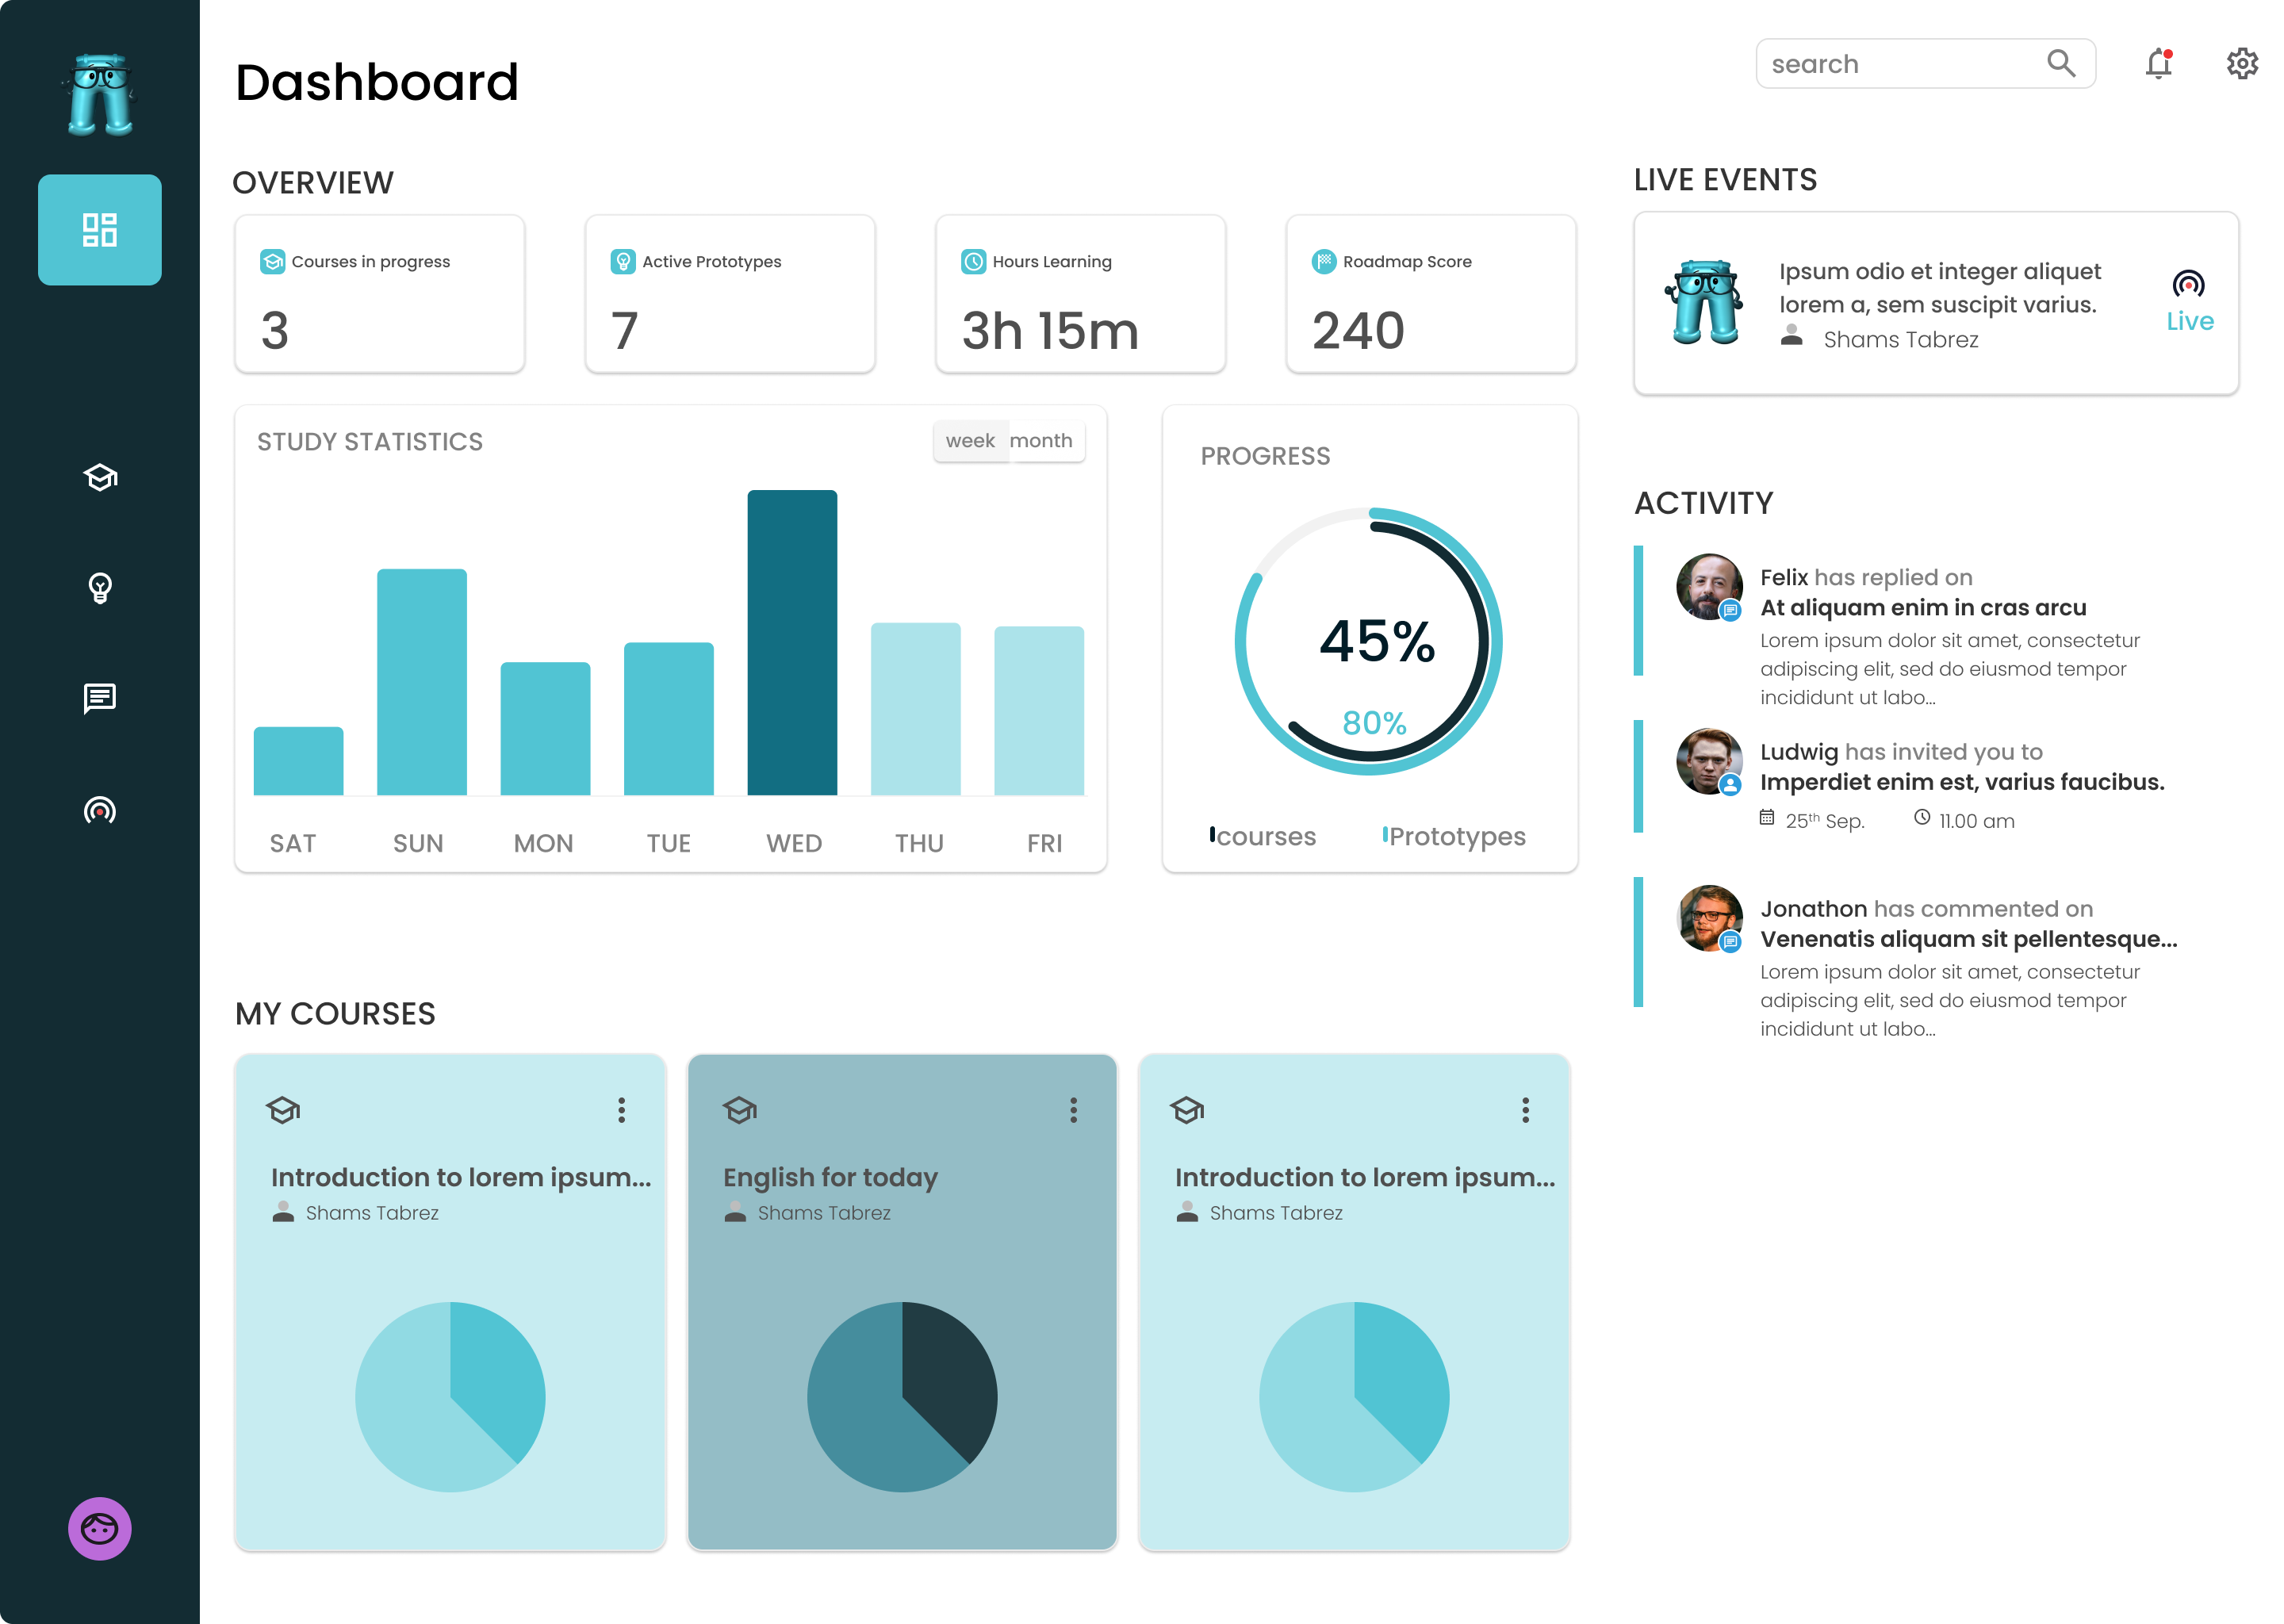 Dashboard
search
OVERVIEW
Courses in progress
3
Active Prototypes
7
Hours Learning
3h 15m
Roadmap Score
240
STUDY STATISTICS
week month
SAT SUN MON TUE WED THU FRI
PROGRESS
45%
80%
courses Prototypes
MY COURSES
Introduction to lorem ipsum...
Shams Tabrez
English for today
Shams Tabrez
Introduction to lorem ipsum...
Shams Tabrez
LIVE EVENTS
Ipsum odio et integer aliquet
lorem a, sem suscipit varius.
Shams Tabrez
Live
ACTIVITY
Felix has replied on
At aliquam enim in cras arcu
Lorem ipsum dolor sit amet, consectetur
adipiscing elit, sed do eiusmod tempor
incididunt ut labo...
Ludwig has invited you to
Imperdiet enim est, varius faucibus.
25th Sep. 11.00 am
Jonathon has commented on
Venenatis aliquam sit pellentesque...
Lorem ipsum dolor sit amet, consectetur
adipiscing elit, sed do eiusmod tempor
incididunt ut labo...